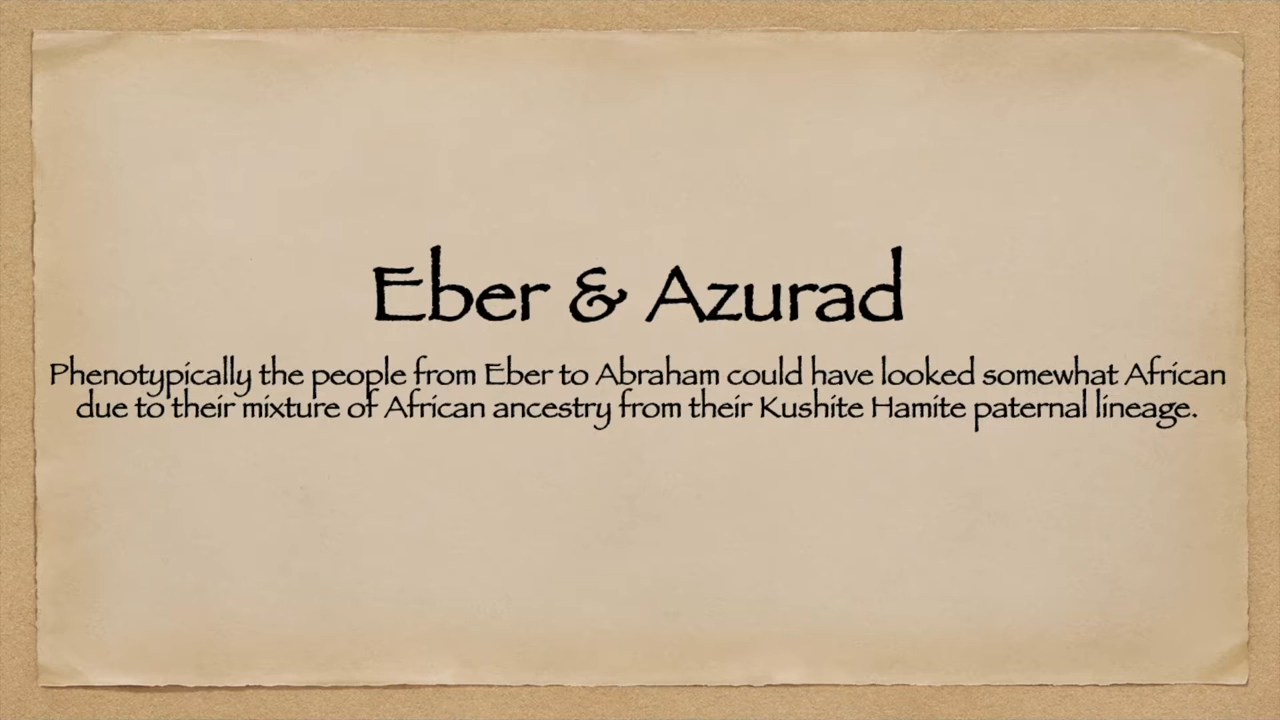 Eber & Azurad
Phenotypically the people from Eber to Abraham could have looked somewhat African
due to their mixture of African ancestry from their Kushite Hamite paternal lineage.